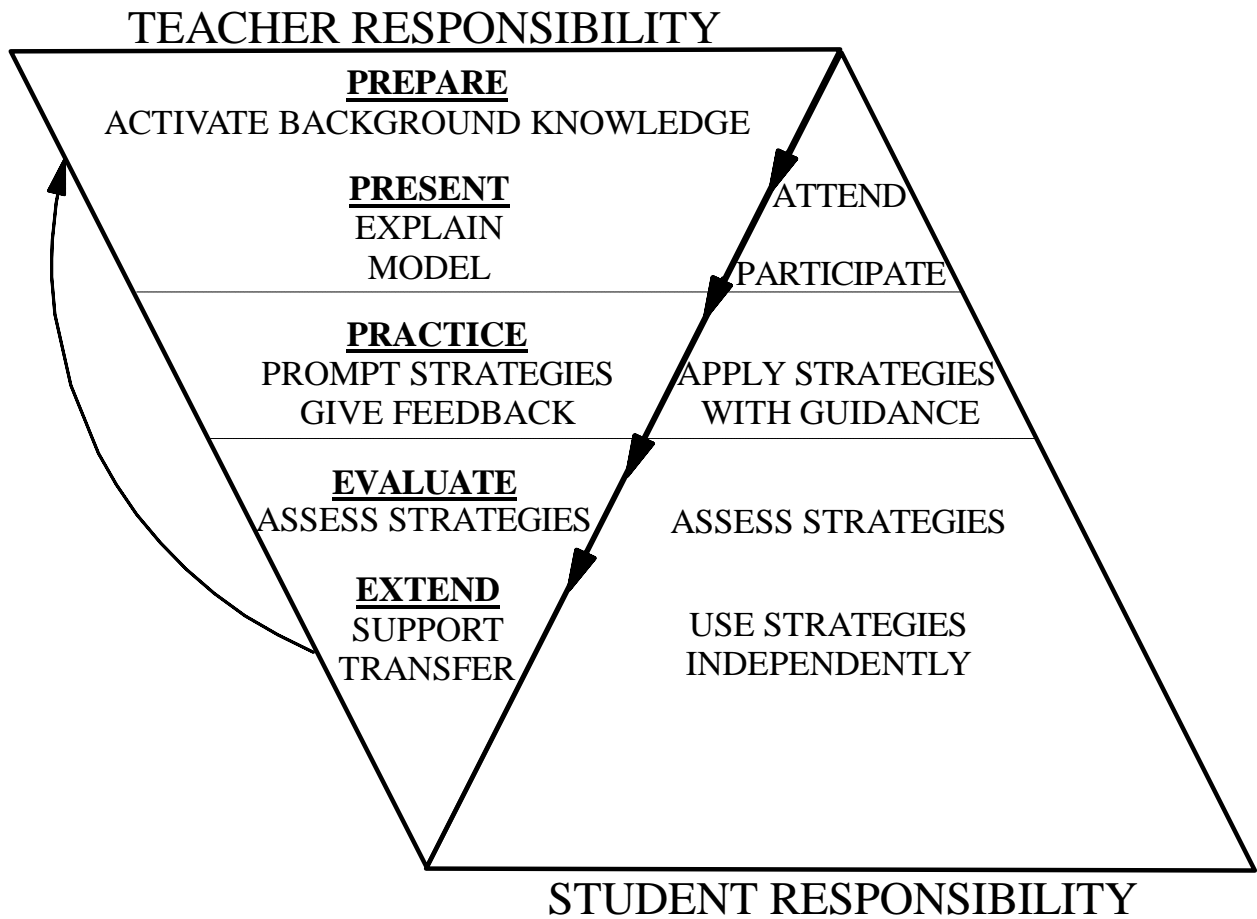 TEACHER RESPONSIBILITY
PREPARE
ACTIVATE BACKGROUND KNOWLEDGE
PRESENT
EXPLAIN
MODEL
ATTEND
PARTICIPATE
PRACTICE
PROMPT STRATEGIES
GIVE FEEDBACK
APPLY STRATEGIES
WITH GUIDANCE
EVALUATE
ASSESS STRATEGIES
ASSESS STRATEGIES
EXTEND
SUPPORT
TRANSFER
USE STRATEGIES
INDEPENDENTLY
STUDENT RESPONSIBILITY